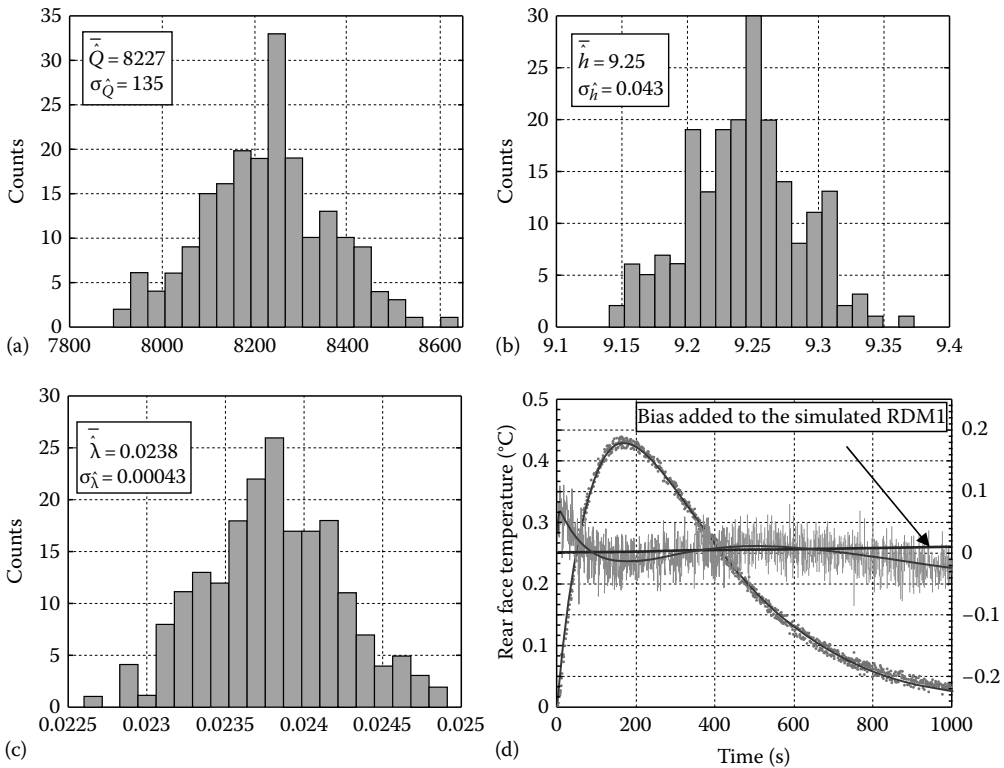 35
30
25
20
15
10
5
0
Counts
Q̂̅ = 8227
σQ̂ = 135
7800 8000 8200 8400 8600
(a)
30
25
20
15
10
5
0
Counts
ĥ̅ = 9.25
σĥ = 0.043
9.1 9.15 9.2 9.25 9.3 9.35 9.4
(b)
30
25
20
15
10
5
0
Counts
λ̂̅ = 0.0238
σλ̂ = 0.00043
0.0225 0.023 0.0235 0.024 0.0245 0.025
(c)
0.5
0.4
0.3
0.2
0.1
0
Rear face temperature (°C)
Bias added to the simulated RDM1
0.2
0.1
0
−0.1
−0.2
0 200 400 600 800 1000
Time (s)
(d)